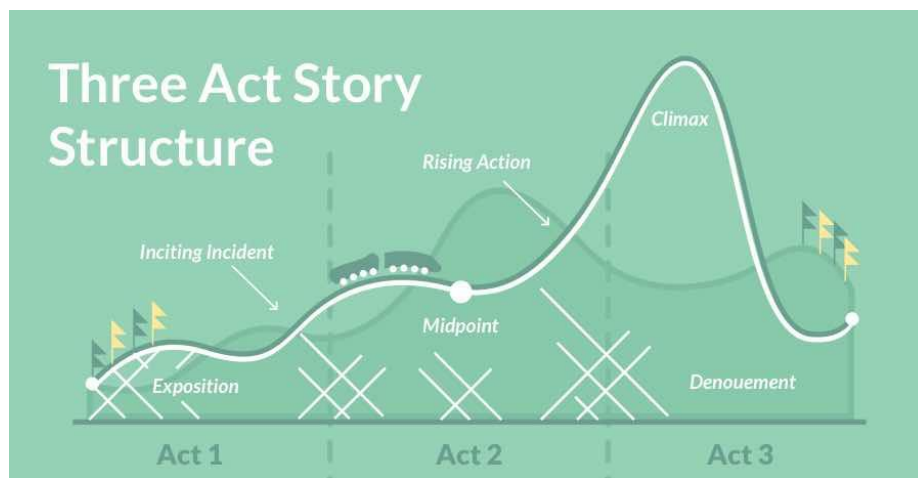 Three Act Story
Structure
Climax
Rising Action
Inciting Incident
Midpoint
Exposition
Denouement
Act 1
Act 2
Act 3